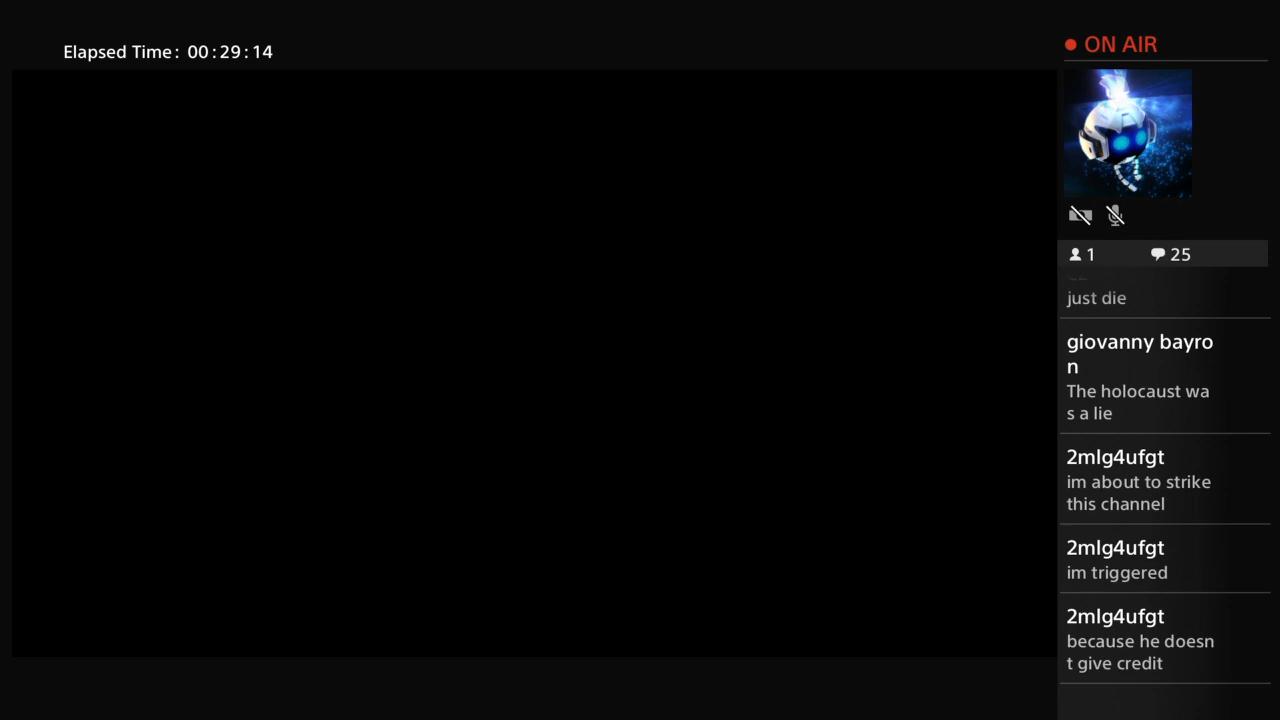 Elapsed Time: 00:29:14
ON AIR
1 25
just die
giovanny bayro
n
The holocaust wa
s a lie
2mlg4ufgt
im about to strike
this channel
2mlg4ufgt
im triggered
2mlg4ufgt
because he doesn
t give credit